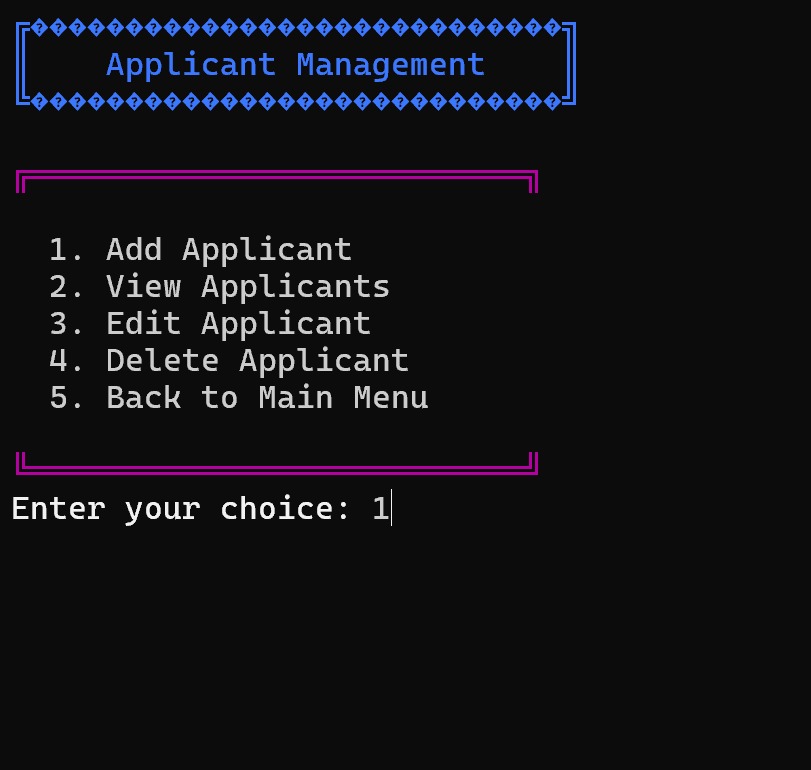 Applicant Management
1. Add Applicant
2. View Applicants
3. Edit Applicant
4. Delete Applicant
5. Back to Main Menu
Enter your choice: 1